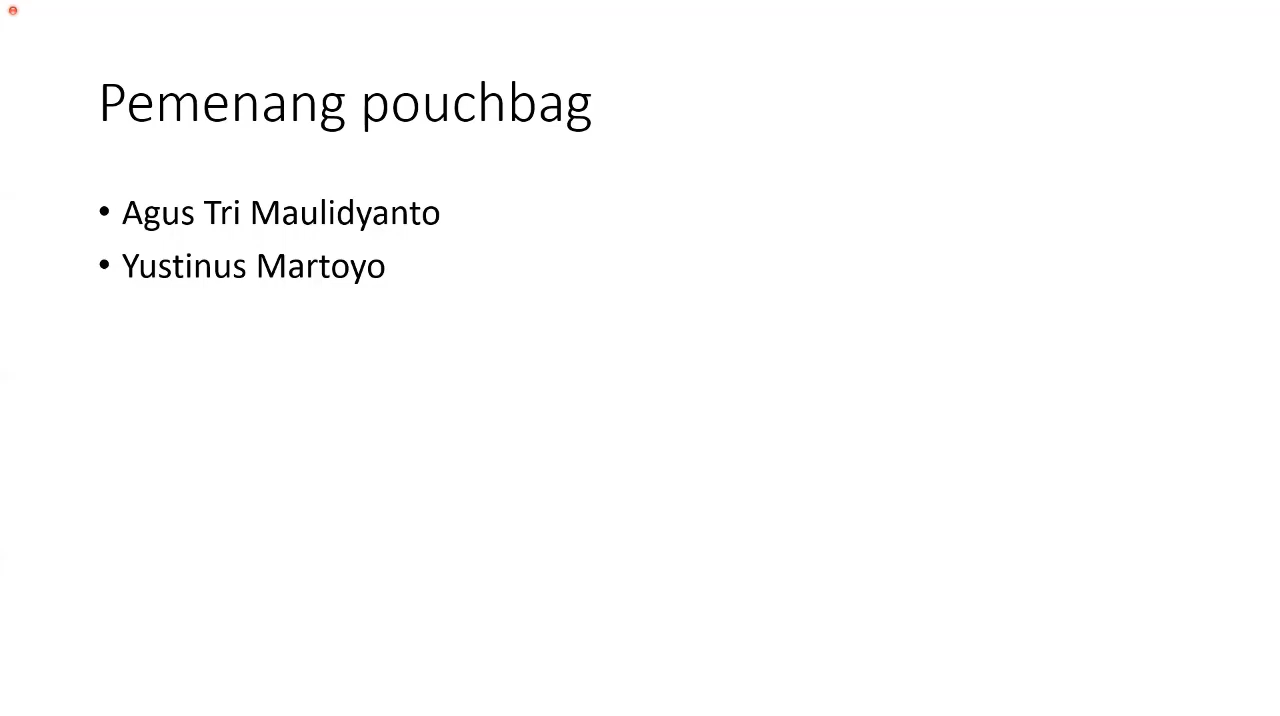 Pemenang pouchbag
• Agus Tri Maulidyanto
• Yustinus Martoyo